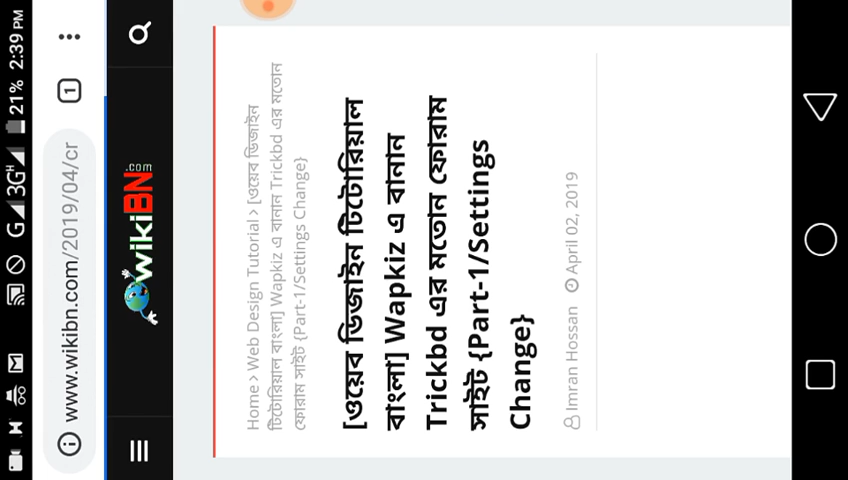 G 3G H 21% 2:39 PM
www.wikibn.com/2019/04/cr
1
wikiBN.com
Home > Web Design Tutorial > [ওয়েব ডিজাইন
টিটোরিয়াল বাংলা] Wapkiz এ বানান Trickbd এর মতোন
ফোরাম সাইট {Part-1/Settings Change}
[ওয়েব ডিজাইন টিটোরিয়াল
বাংলা] Wapkiz এ বানান
Trickbd এর মতোন ফোরাম
সাইট {Part-1/Settings
Change}
Imran Hossan April 02, 2019